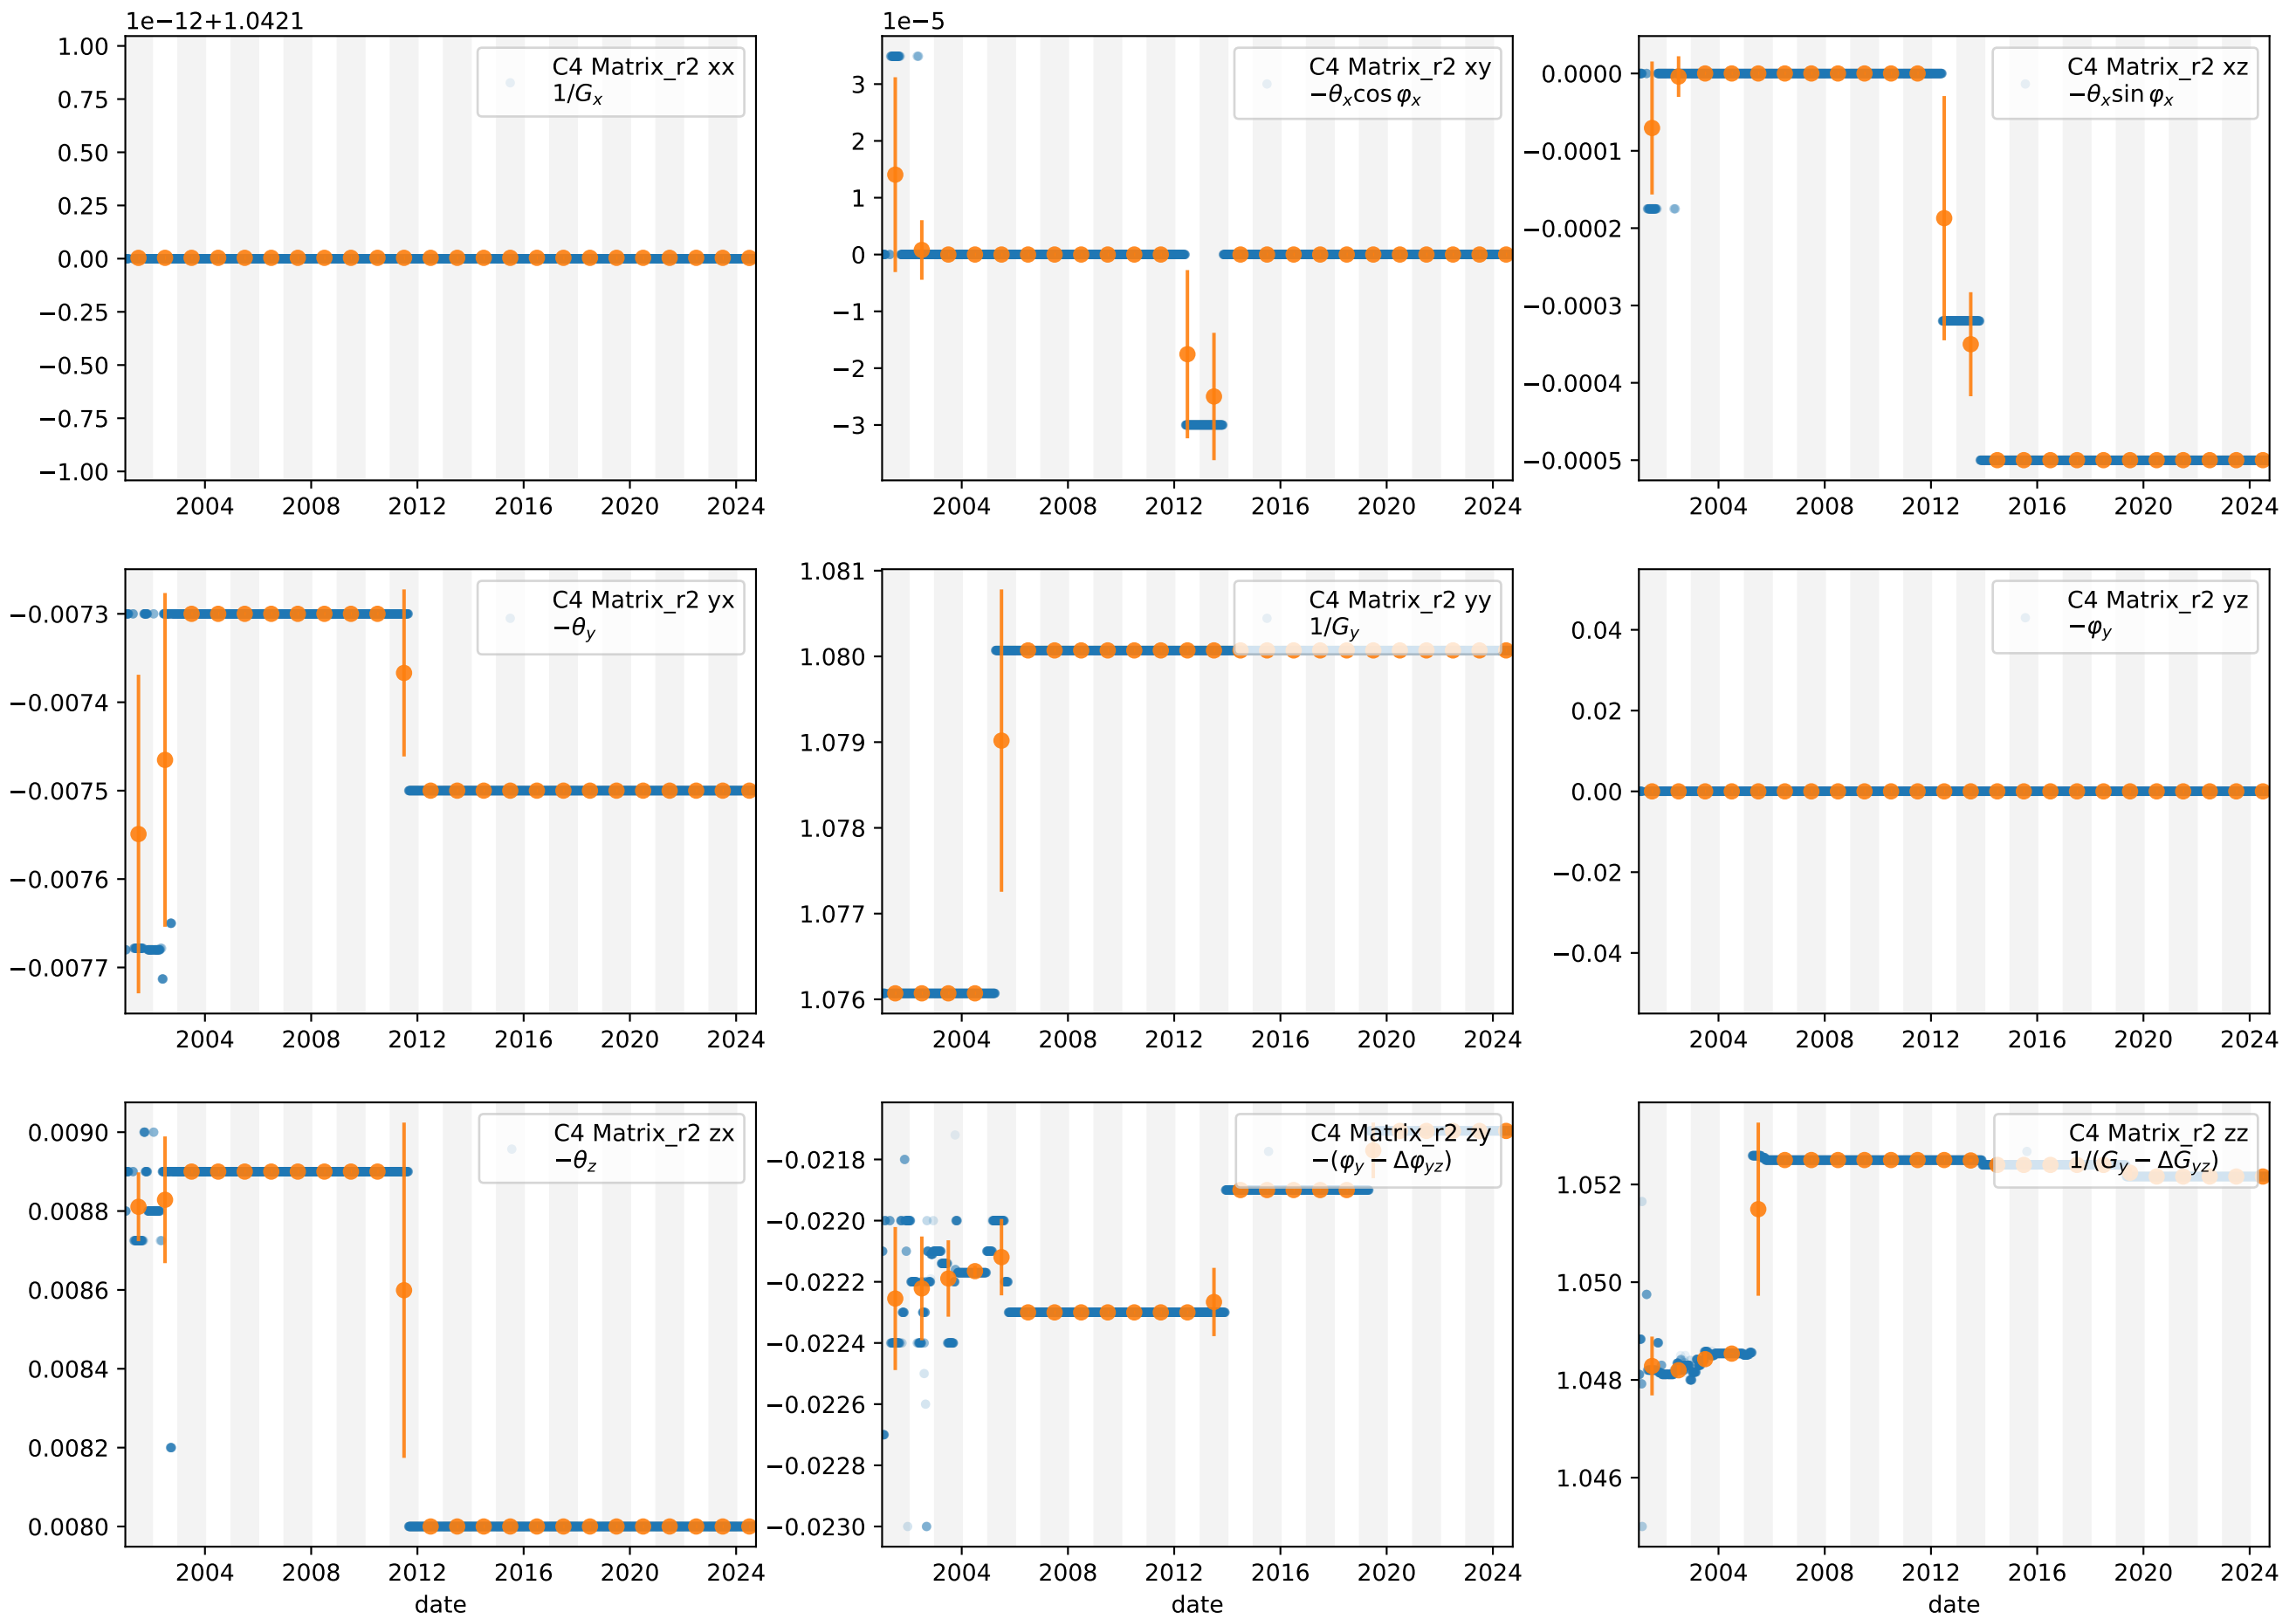 1e−12+1.0421
1.00
0.75
0.50
0.25
0.00
−0.25
−0.50
−0.75
−1.00
C4 Matrix_r2 xx
1/Gₓ
2004 2008 2012 2016 2020 2024
1e−5
3
2
1
0
−1
−2
−3
C4 Matrix_r2 xy
−θₓcos φₓ
2004 2008 2012 2016 2020 2024
0.0000
−0.0001
−0.0002
−0.0003
−0.0004
−0.0005
C4 Matrix_r2 xz
−θₓsin φₓ
2004 2008 2012 2016 2020 2024
−0.0073
−0.0074
−0.0075
−0.0076
−0.0077
C4 Matrix_r2 yx
−θ_y
2004 2008 2012 2016 2020 2024
1.081
1.080
1.079
1.078
1.077
1.076
C4 Matrix_r2 yy
1/G_y
2004 2008 2012 2016 2020 2024
0.04
0.02
0.00
−0.02
−0.04
C4 Matrix_r2 yz
−φ_y
2004 2008 2012 2016 2020 2024
0.0090
0.0088
0.0086
0.0084
0.0082
0.0080
C4 Matrix_r2 zx
−θ_z
2004 2008 2012 2016 2020 2024
date
−0.0218
−0.0220
−0.0222
−0.0224
−0.0226
−0.0228
−0.0230
C4 Matrix_r2 zy
−(φ_y − Δφ_yz)
2004 2008 2012 2016 2020 2024
date
1.052
1.050
1.048
1.046
C4 Matrix_r2 zz
1/(G_y − ΔG_yz)
2004 2008 2012 2016 2020 2024
date